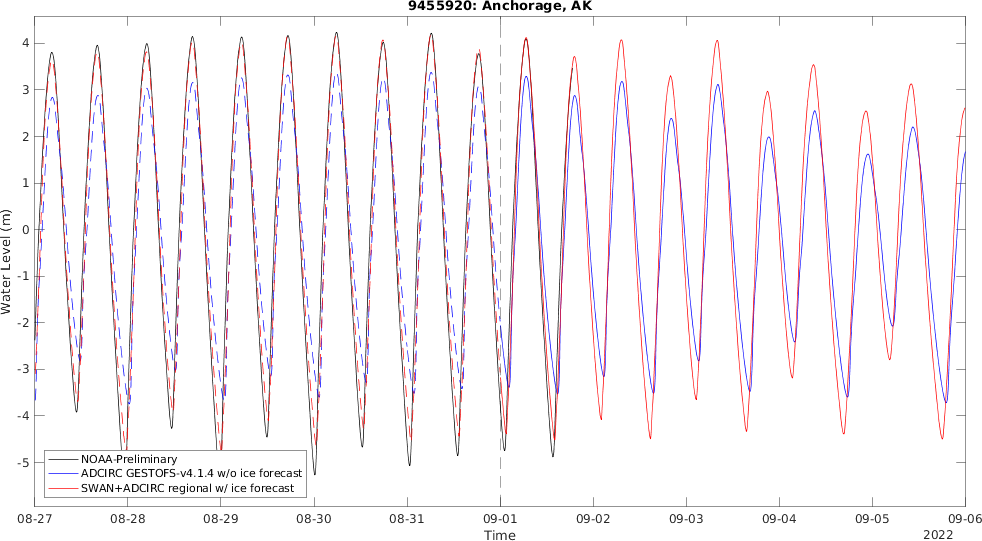 9455920: Anchorage, AK
4
3
2
1
0
-1
-2
-3
-4
-5
Water Level (m)
NOAA-Preliminary
ADCIRC GESTOFS-v4.1.4 w/o ice forecast
SWAN+ADCIRC regional w/ ice forecast
08-27 08-28 08-29 08-30 08-31 09-01 09-02 09-03 09-04 09-05 09-06
Time
2022